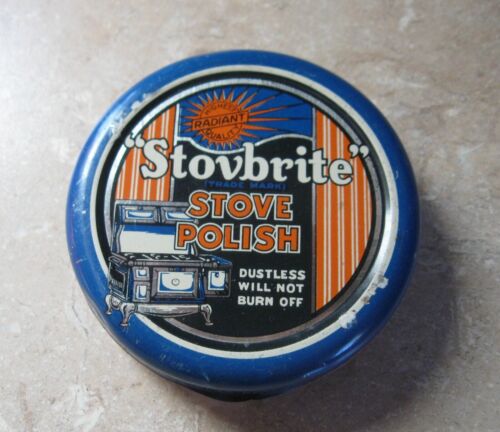 HIGHEST
RADIANT
QUALITY
"Stovbrite"
(TRADE MARK)
STOVE
POLISH
DUSTLESS
WILL NOT
BURN OFF